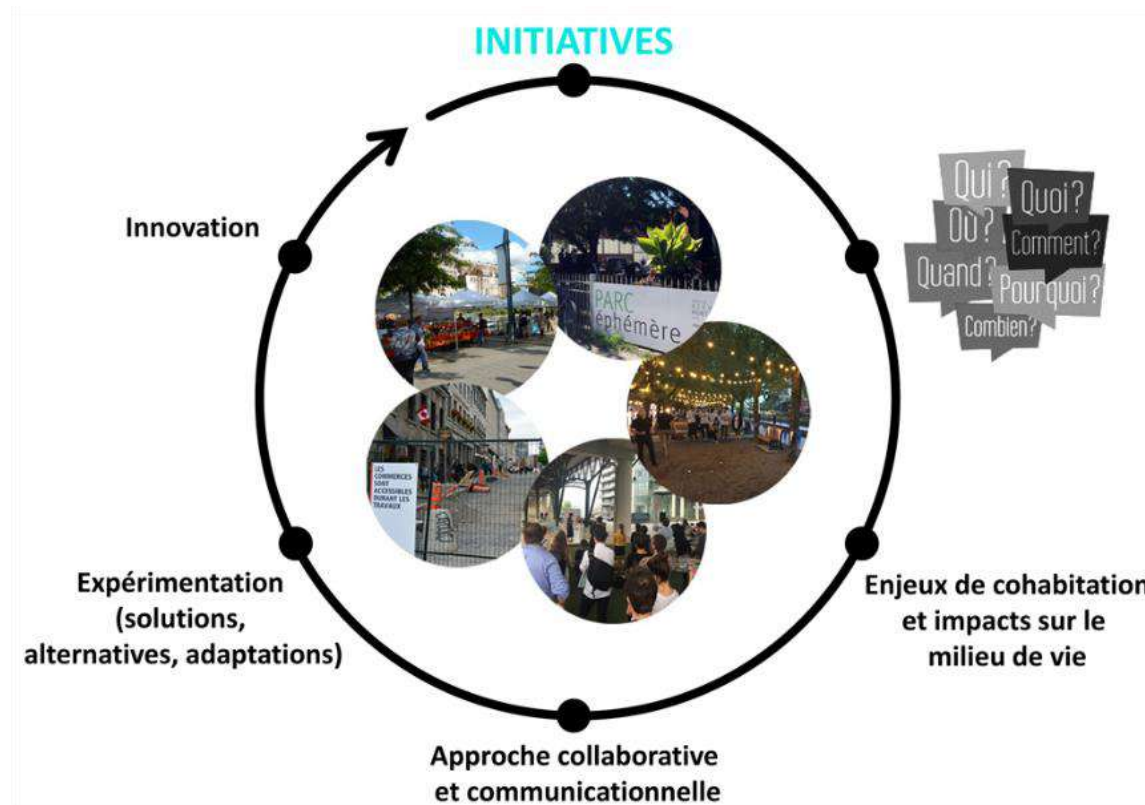 INITIATIVES
Qui?
Quoi?
Où?
Comment?
Quand?
Pourquoi?
Combien?
Innovation
PARC
éphémère
LES
COMMERCES
SONT
ACCESSIBLES
DURANT LES
TRAVAUX
Expérimentation
(solutions,
alternatives, adaptations)
Enjeux de cohabitation
et impacts sur le
milieu de vie
Approche collaborative
et communicationnelle